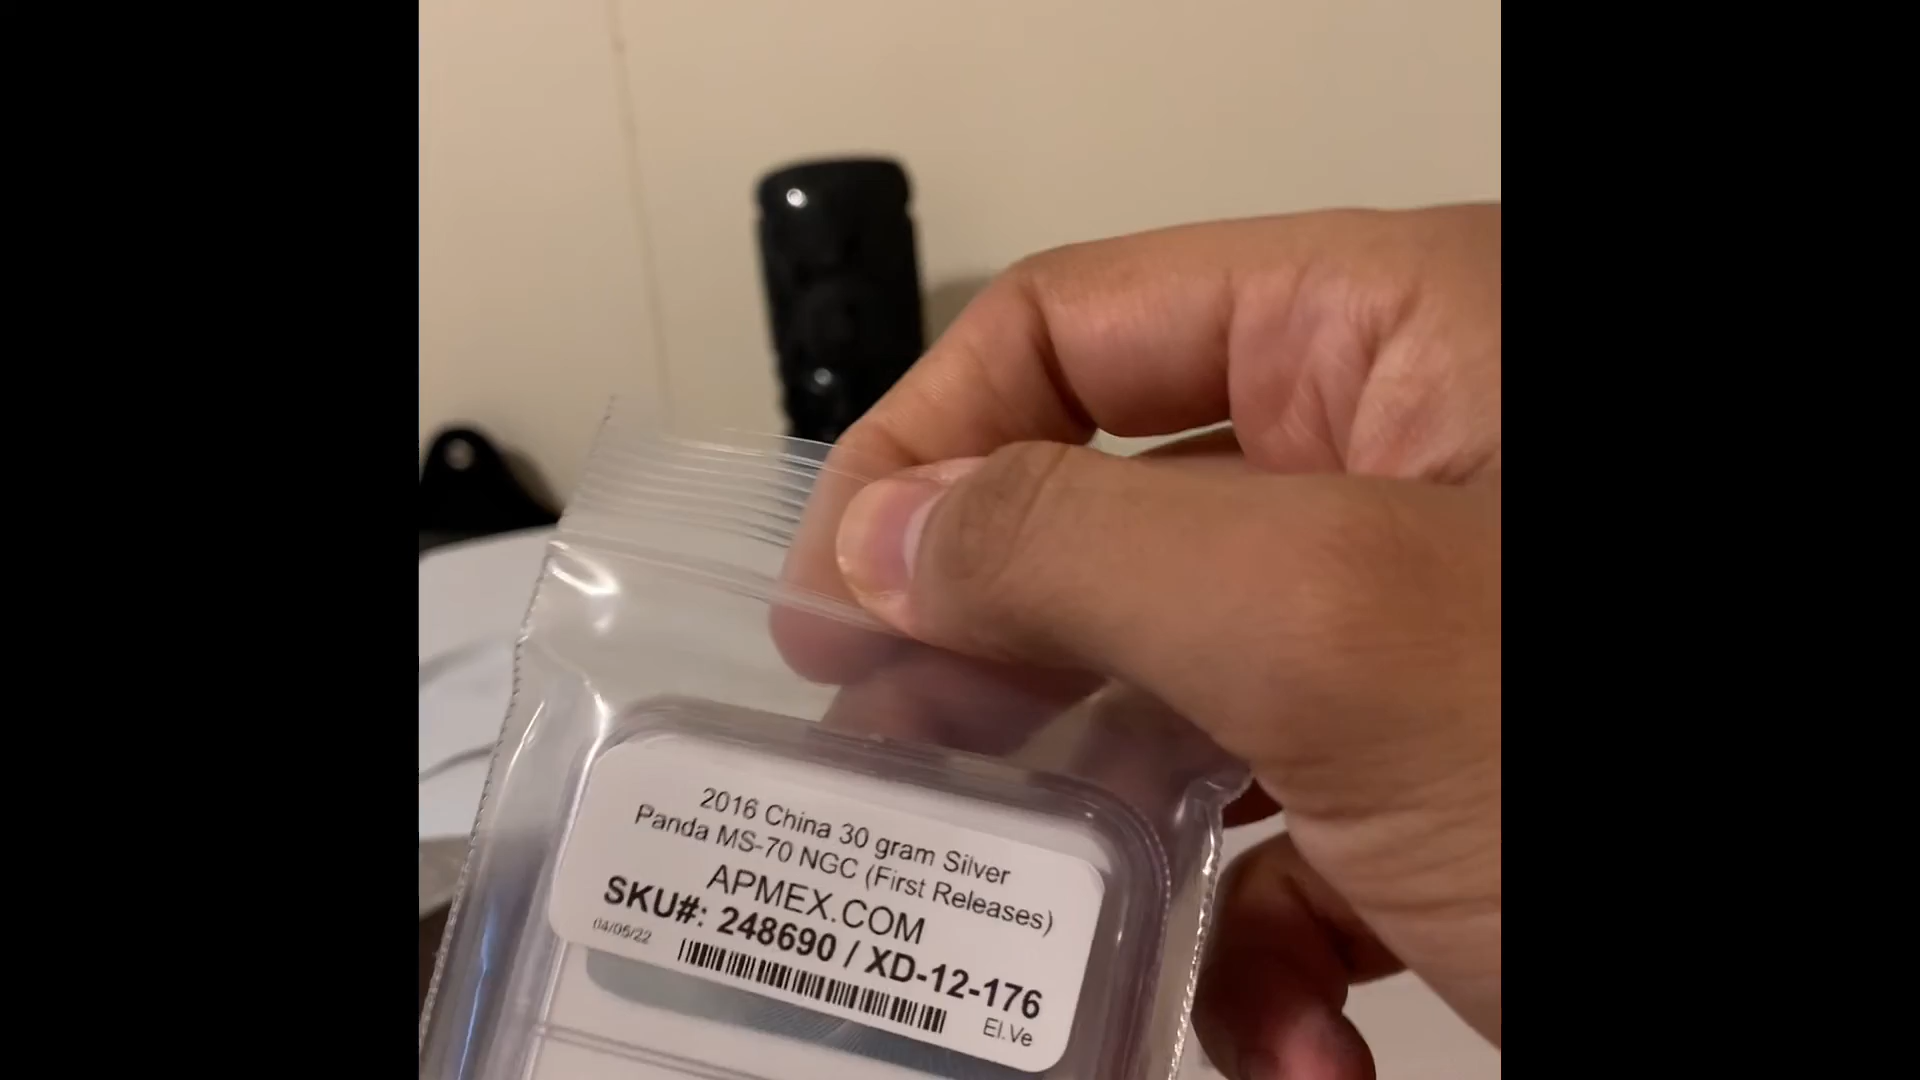 2016 China 30 gram Silver
Panda MS-70 NGC (First Releases)
APMEX.COM
SKU#: 248690 / XD-12-176
04/05/22
El.Ve